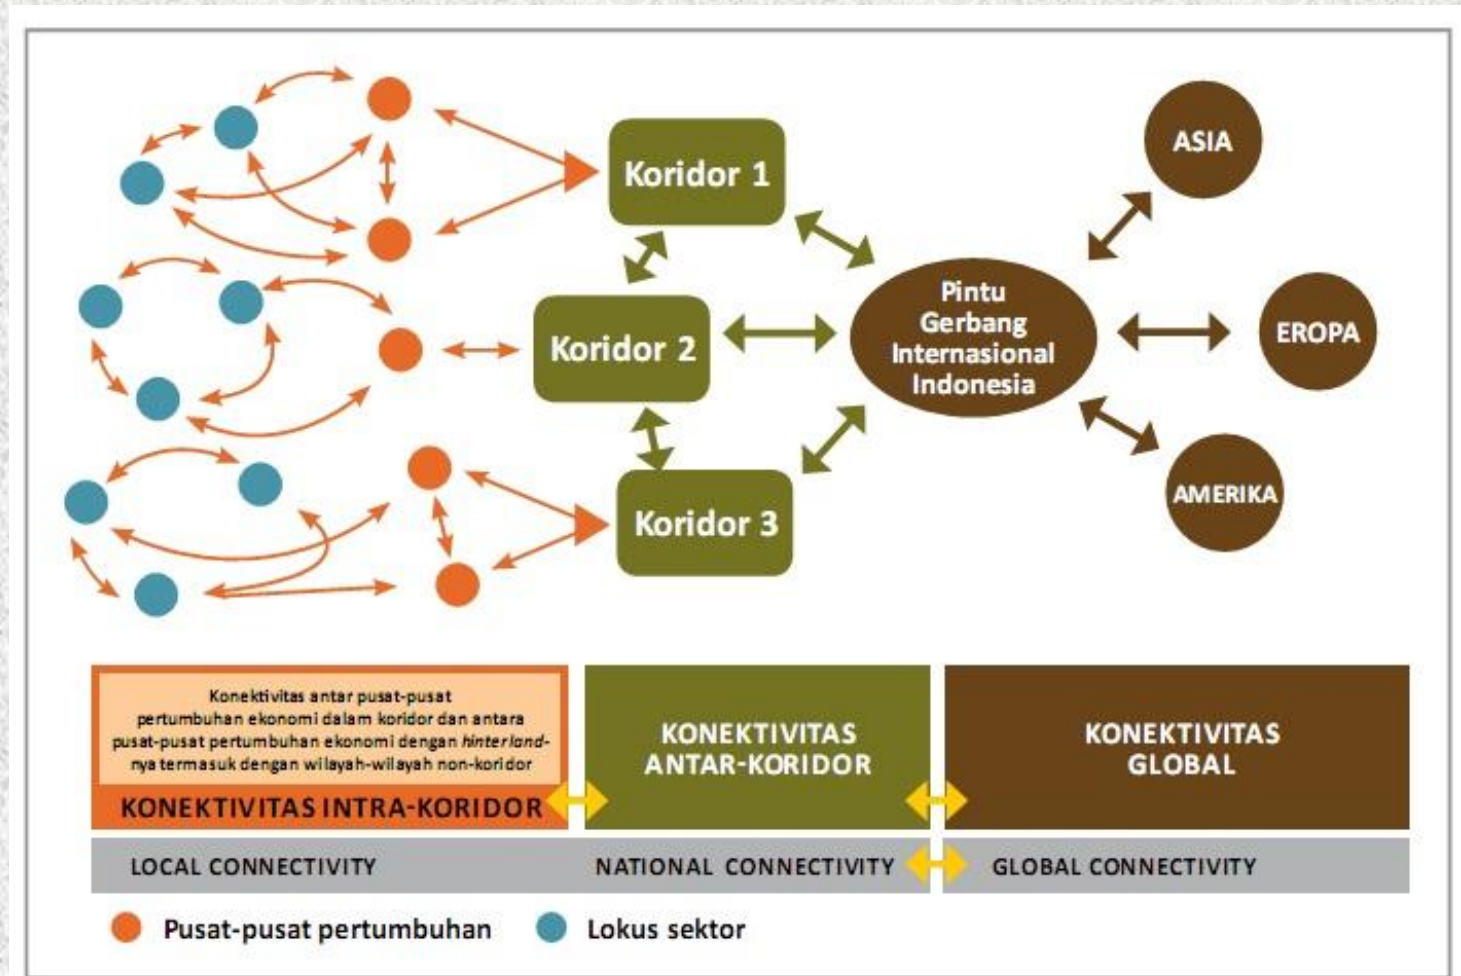 Koridor 1
Koridor 2
Koridor 3
Pintu
Gerbang
Internasional
Indonesia
ASIA
EROPA
AMERIKA
Konektivitas antar pusat-pusat
pertumbuhan ekonomi dalam koridor dan antara
pusat-pusat pertumbuhan ekonomi dengan hinterland-
nya termasuk dengan wilayah-wilayah non-koridor
KONEKTIVITAS INTRA-KORIDOR
KONEKTIVITAS
ANTAR-KORIDOR
KONEKTIVITAS
GLOBAL
LOCAL CONNECTIVITY
NATIONAL CONNECTIVITY
GLOBAL CONNECTIVITY
Pusat-pusat pertumbuhan
Lokus sektor